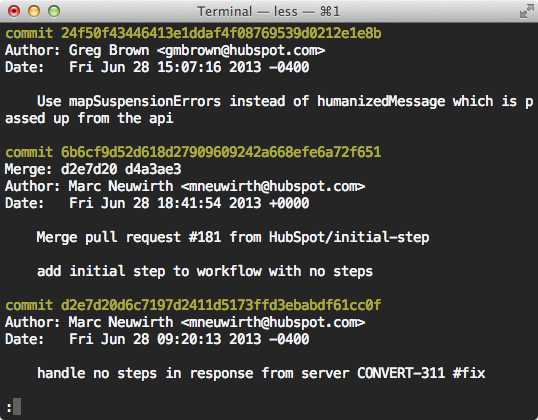 Terminal — less — ⌘1
commit 24f50f43446413e1ddaf4f08769539d0212e1e8b
Author: Greg Brown <gmbrown@hubspot.com>
Date:   Fri Jun 28 15:07:16 2013 -0400
Use mapSuspensionErrors instead of humanizedMessage which is p
assed up from the api
commit 6b6cf9d52d618d27909609242a668efe6a72f651
Merge: d2e7d20 d4a3ae3
Author: Marc Neuwirth <mneuwirth@hubspot.com>
Date:   Fri Jun 28 18:41:54 2013 +0000
Merge pull request #181 from HubSpot/initial-step
add initial step to workflow with no steps
commit d2e7d20d6c7197d2411d5173ffd3ebabdf61cc0f
Author: Marc Neuwirth <mneuwirth@hubspot.com>
Date:   Fri Jun 28 09:20:13 2013 -0400
handle no steps in response from server CONVERT-311 #fix
: